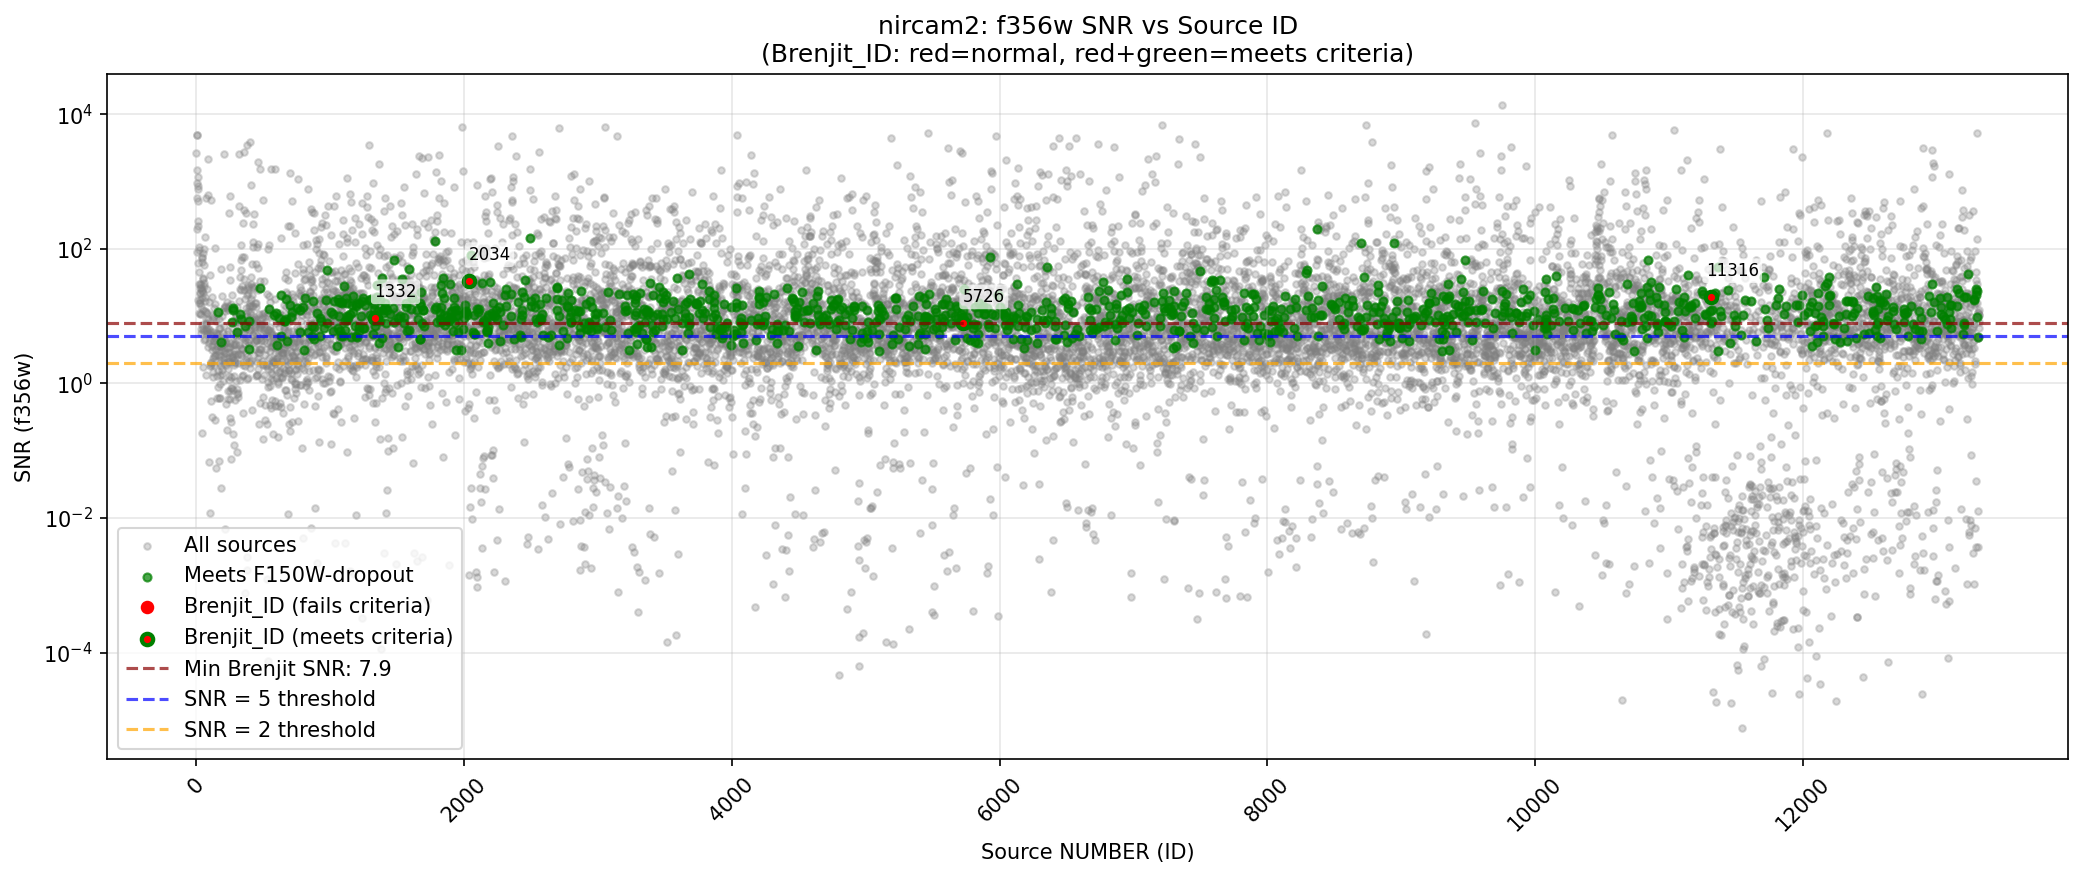 nircam2: f356w SNR vs Source ID
(Brenjit_ID: red=normal, red+green=meets criteria)
SNR (f356w)
10^4
10^2
10^0
10^-2
10^-4
2034
1332
5726
11316
All sources
Meets F150W-dropout
Brenjit_ID (fails criteria)
Brenjit_ID (meets criteria)
Min Brenjit SNR: 7.9
SNR = 5 threshold
SNR = 2 threshold
0
2000
4000
6000
8000
10000
12000
Source NUMBER (ID)